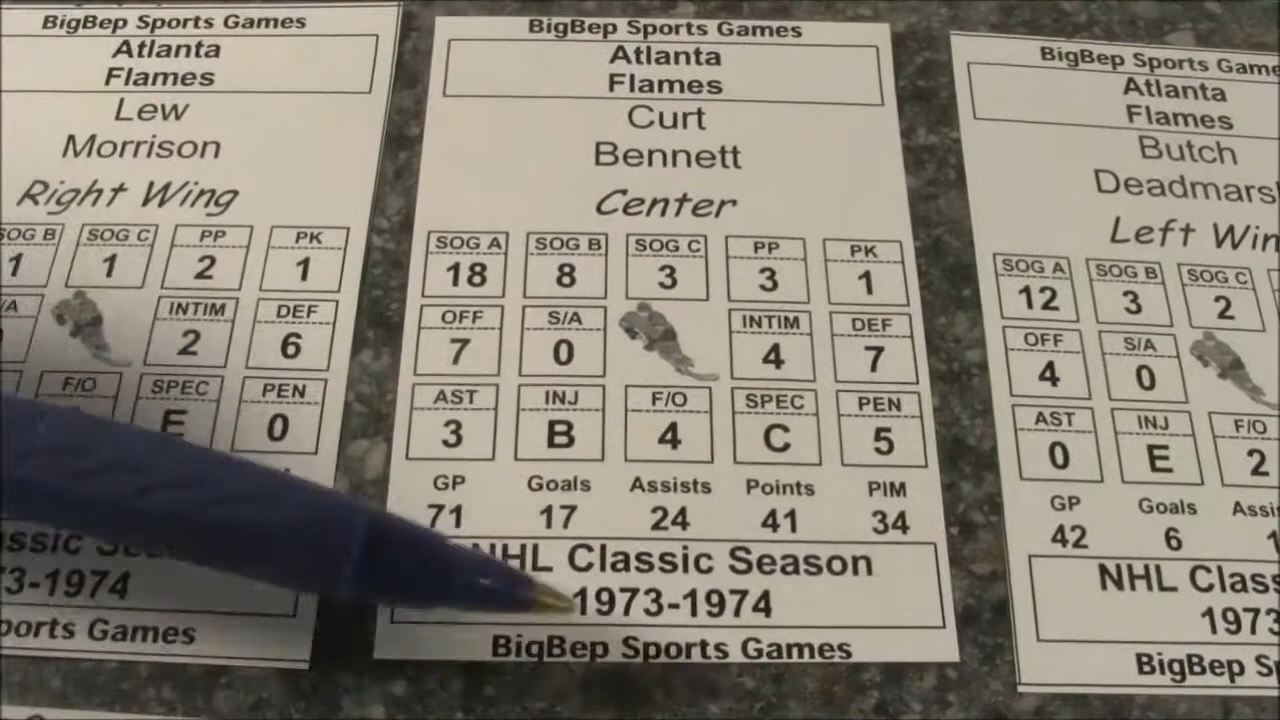 BigBep Sports Games
Atlanta
Flames
Lew
Morrison
Right Wing
SOG B SOG C PP PK
1 1 2 1
INTIM DEF
2 6
F/O SPEC PEN
E 0
3-1974
ports Games
BigBep Sports Games
Atlanta
Flames
Curt
Bennett
Center
SOG A SOG B SOG C PP PK
18 8 3 3 1
OFF S/A INTIM DEF
7 0 4 7
AST INJ F/O SPEC PEN
3 B 4 C 5
GP Goals Assists Points PIM
71 17 24 41 34
NHL Classic Season
1973-1974
BigBep Sports Games
BigBep Sports Game
Atlanta
Flames
Butch
Deadmars
Left Win
SOG A SOG B SOG C
12 3 2
OFF S/A
4 0
AST INJ F/O
0 E 2
GP Goals Assi
42 6 1
NHL Class
1973
BigBep Sp